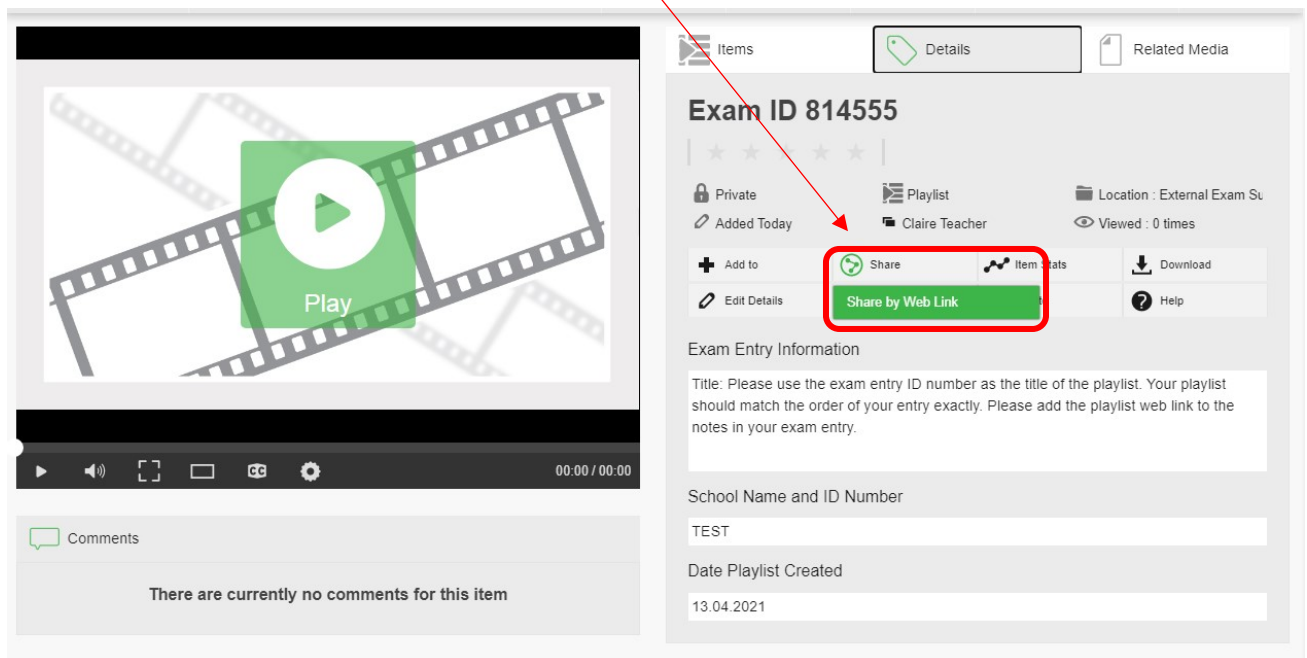 Items
Details
Related Media
Exam ID 814555
Private
Playlist
Location : External Exam Su
Added Today
Claire Teacher
Viewed : 0 times
Add to
Share
Item Stats
Download
Edit Details
Share by Web Link
Help
Play
Exam Entry Information
Title: Please use the exam entry ID number as the title of the playlist. Your playlist
should match the order of your entry exactly. Please add the playlist web link to the
notes in your exam entry.
CC
00:00 / 00:00
School Name and ID Number
TEST
Comments
Date Playlist Created
There are currently no comments for this item
13.04.2021